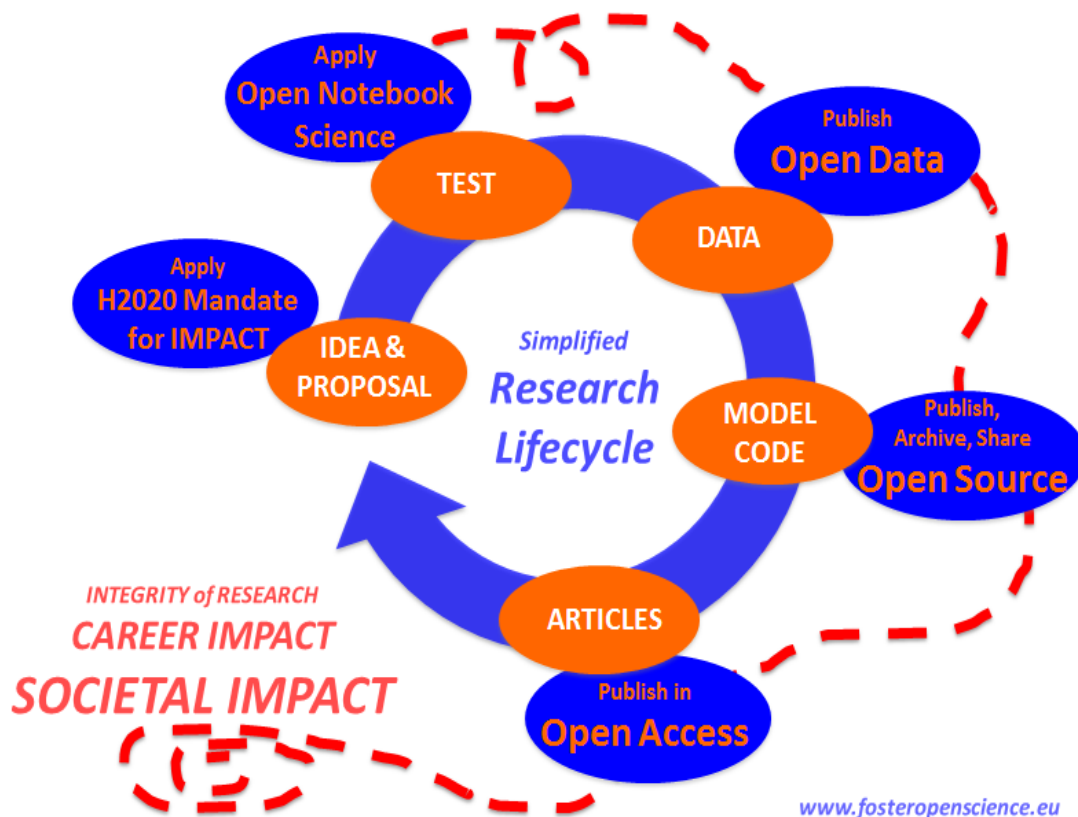 Apply
Open Notebook
Science
TEST
Publish
Open Data
DATA
Apply
H2020 Mandate
for IMPACT
IDEA &
PROPOSAL
Simplified
Research
Lifecycle
MODEL
CODE
Publish,
Archive, Share
Open Source
ARTICLES
Publish in
Open Access
INTEGRITY of RESEARCH
CAREER IMPACT
SOCIETAL IMPACT
www.fosteropenscience.eu